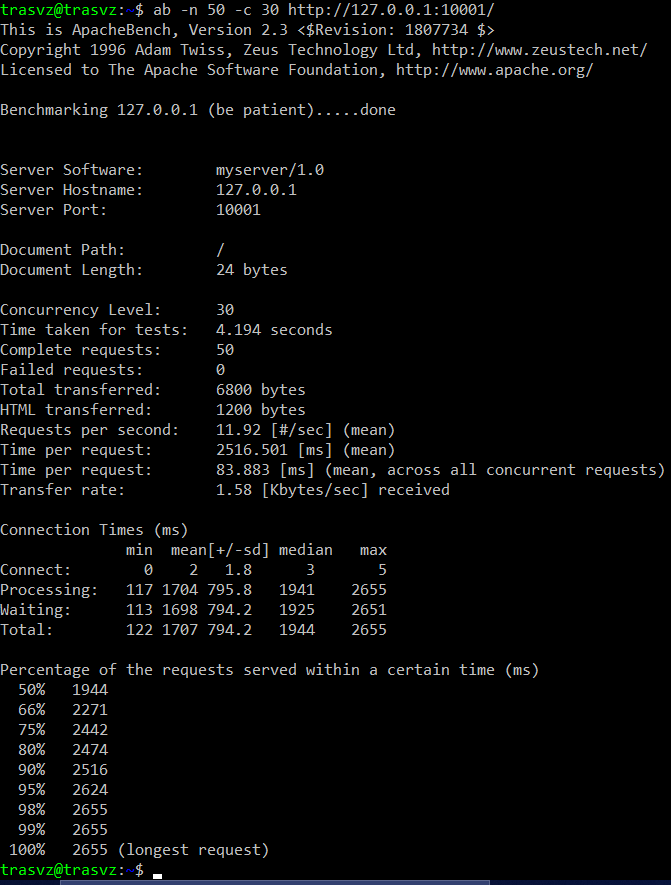 trasvz@trasvz:~$ ab -n 50 -c 30 http://127.0.0.1:10001/
This is ApacheBench, Version 2.3 <$Revision: 1807734 $>
Copyright 1996 Adam Twiss, Zeus Technology Ltd, http://www.zeustech.net/
Licensed to The Apache Software Foundation, http://www.apache.org/

Benchmarking 127.0.0.1 (be patient).....done


Server Software:        myserver/1.0
Server Hostname:        127.0.0.1
Server Port:            10001

Document Path:          /
Document Length:        24 bytes

Concurrency Level:      30
Time taken for tests:   4.194 seconds
Complete requests:      50
Failed requests:        0
Total transferred:      6800 bytes
HTML transferred:       1200 bytes
Requests per second:    11.92 [#/sec] (mean)
Time per request:       2516.501 [ms] (mean)
Time per request:       83.883 [ms] (mean, across all concurrent requests)
Transfer rate:          1.58 [Kbytes/sec] received

Connection Times (ms)
              min  mean[+/-sd] median   max
Connect:        0    2   1.8      3       5
Processing:   117 1704 795.8   1941    2655
Waiting:      113 1698 794.2   1925    2651
Total:        122 1707 794.2   1944    2655

Percentage of the requests served within a certain time (ms)
  50%   1944
  66%   2271
  75%   2442
  80%   2474
  90%   2516
  95%   2624
  98%   2655
  99%   2655
 100%   2655 (longest request)
trasvz@trasvz:~$